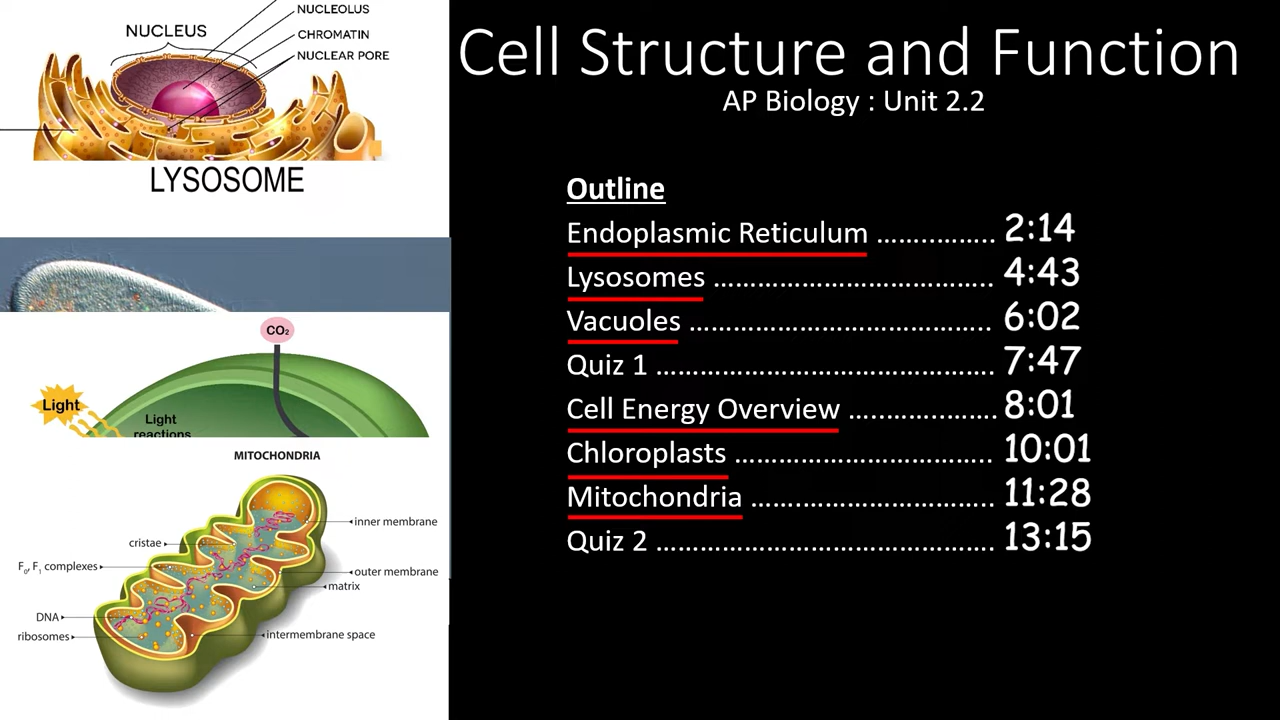 NUCLEOLUS
NUCLEUS
CHROMATIN
NUCLEAR PORE
LYSOSOME
CO₂
Light
Light
reactions
MITOCHONDRIA
inner membrane
cristae
F₀, F₁ complexes
outer membrane
matrix
DNA
ribosomes
intermembrane space
Cell Structure and Function
AP Biology : Unit 2.2
Outline
Endoplasmic Reticulum ................. 2:14
Lysosomes ...................................... 4:43
Vacuoles ......................................... 6:02
Quiz 1 .............................................. 7:47
Cell Energy Overview .................... 8:01
Chloroplasts ................................... 10:01
Mitochondria ................................. 11:28
Quiz 2 .............................................. 13:15